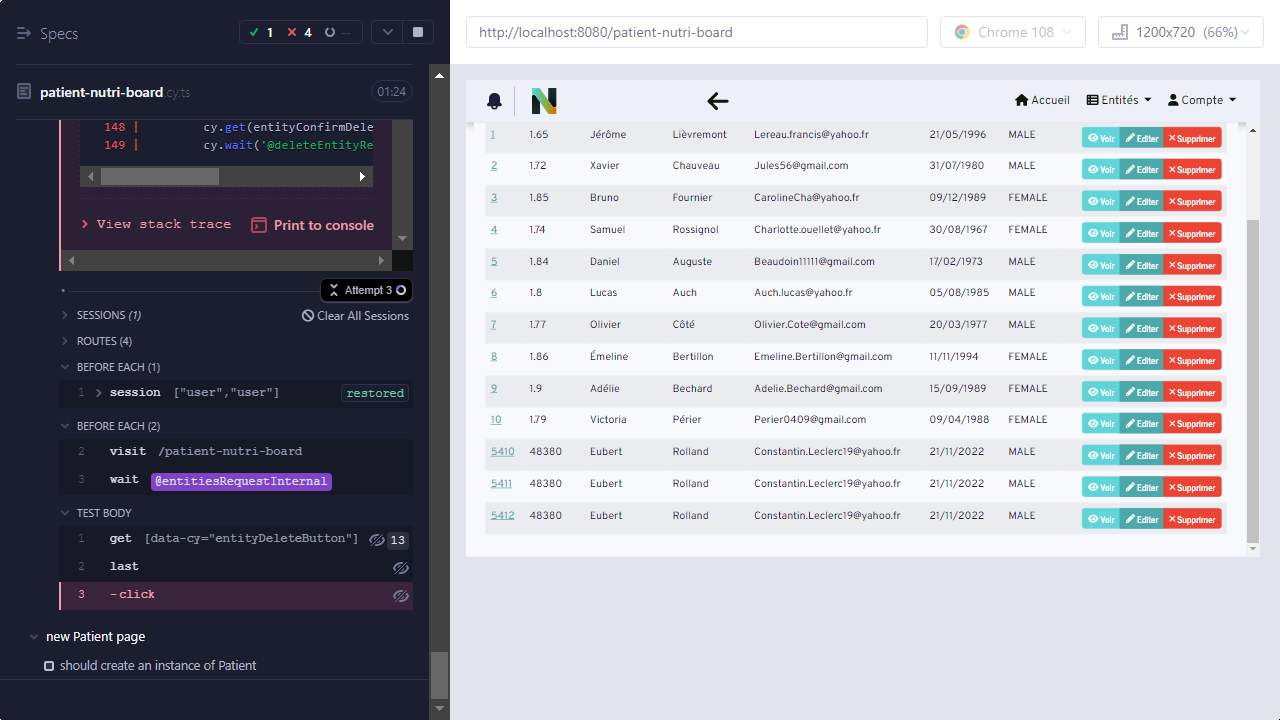 Specs
1
4
--
patient-nutri-board.cy.ts
01:24
148 | cy.get(entityConfirmDele
149 | cy.wait('@deleteEntityRe
View stack trace
Print to console
Attempt 3
SESSIONS (1)
Clear All Sessions
ROUTES (4)
BEFORE EACH (1)
1 session ["user","user"] restored
BEFORE EACH (2)
2 visit /patient-nutri-board
3 wait @entitiesRequestInternal
TEST BODY
1 get [data-cy="entityDeleteButton"] 13
2 last
3 -click
new Patient page
should create an instance of Patient
http://localhost:8080/patient-nutri-board
Chrome 108
1200x720 (66%)
N
Accueil
Entités
Compte
1 1.65 Jérôme Lièvremont Lereau.francis@yahoo.fr 21/05/1996 MALE Voir Editer Supprimer
2 1.72 Xavier Chauveau Jules56@gmail.com 31/07/1980 MALE Voir Editer Supprimer
3 1.85 Bruno Fournier CarolineCha@yahoo.fr 09/12/1989 FEMALE Voir Editer Supprimer
4 1.74 Samuel Rossignol Charlotte.ouellet@yahoo.fr 30/08/1967 FEMALE Voir Editer Supprimer
5 1.84 Daniel Auguste Beaudoin11111@gmail.com 17/02/1973 MALE Voir Editer Supprimer
6 1.8 Lucas Auch Auch.lucas@yahoo.fr 05/08/1985 MALE Voir Editer Supprimer
7 1.77 Olivier Côté Olivier.Cote@gmail.com 20/03/1977 MALE Voir Editer Supprimer
8 1.86 Émeline Bertillon Emeline.Bertillon@gmail.com 11/11/1994 FEMALE Voir Editer Supprimer
9 1.9 Adélie Bechard Adelie.Bechard@gmail.com 15/09/1989 FEMALE Voir Editer Supprimer
10 1.79 Victoria Périer Perier0409@gmail.com 09/04/1988 FEMALE Voir Editer Supprimer
5410 48380 Eubert Rolland Constantin.Leclerc19@yahoo.fr 21/11/2022 MALE Voir Editer Supprimer
5411 48380 Eubert Rolland Constantin.Leclerc19@yahoo.fr 21/11/2022 MALE Voir Editer Supprimer
5412 48380 Eubert Rolland Constantin.Leclerc19@yahoo.fr 21/11/2022 MALE Voir Editer Supprimer